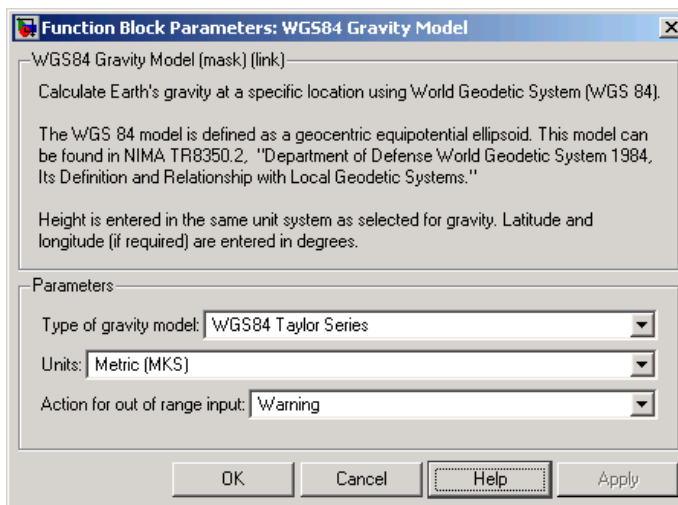 Function Block Parameters: WGS84 Gravity Model
WGS84 Gravity Model (mask) (link)
Calculate Earth's gravity at a specific location using World Geodetic System (WGS 84).
The WGS 84 model is defined as a geocentric equipotential ellipsoid. This model can
be found in NIMA TR8350.2, "Department of Defense World Geodetic System 1984,
Its Definition and Relationship with Local Geodetic Systems."
Height is entered in the same unit system as selected for gravity. Latitude and
longitude (if required) are entered in degrees.
Parameters
Type of gravity model: WGS84 Taylor Series
Units: Metric (MKS)
Action for out of range input: Warning
OK Cancel Help Apply